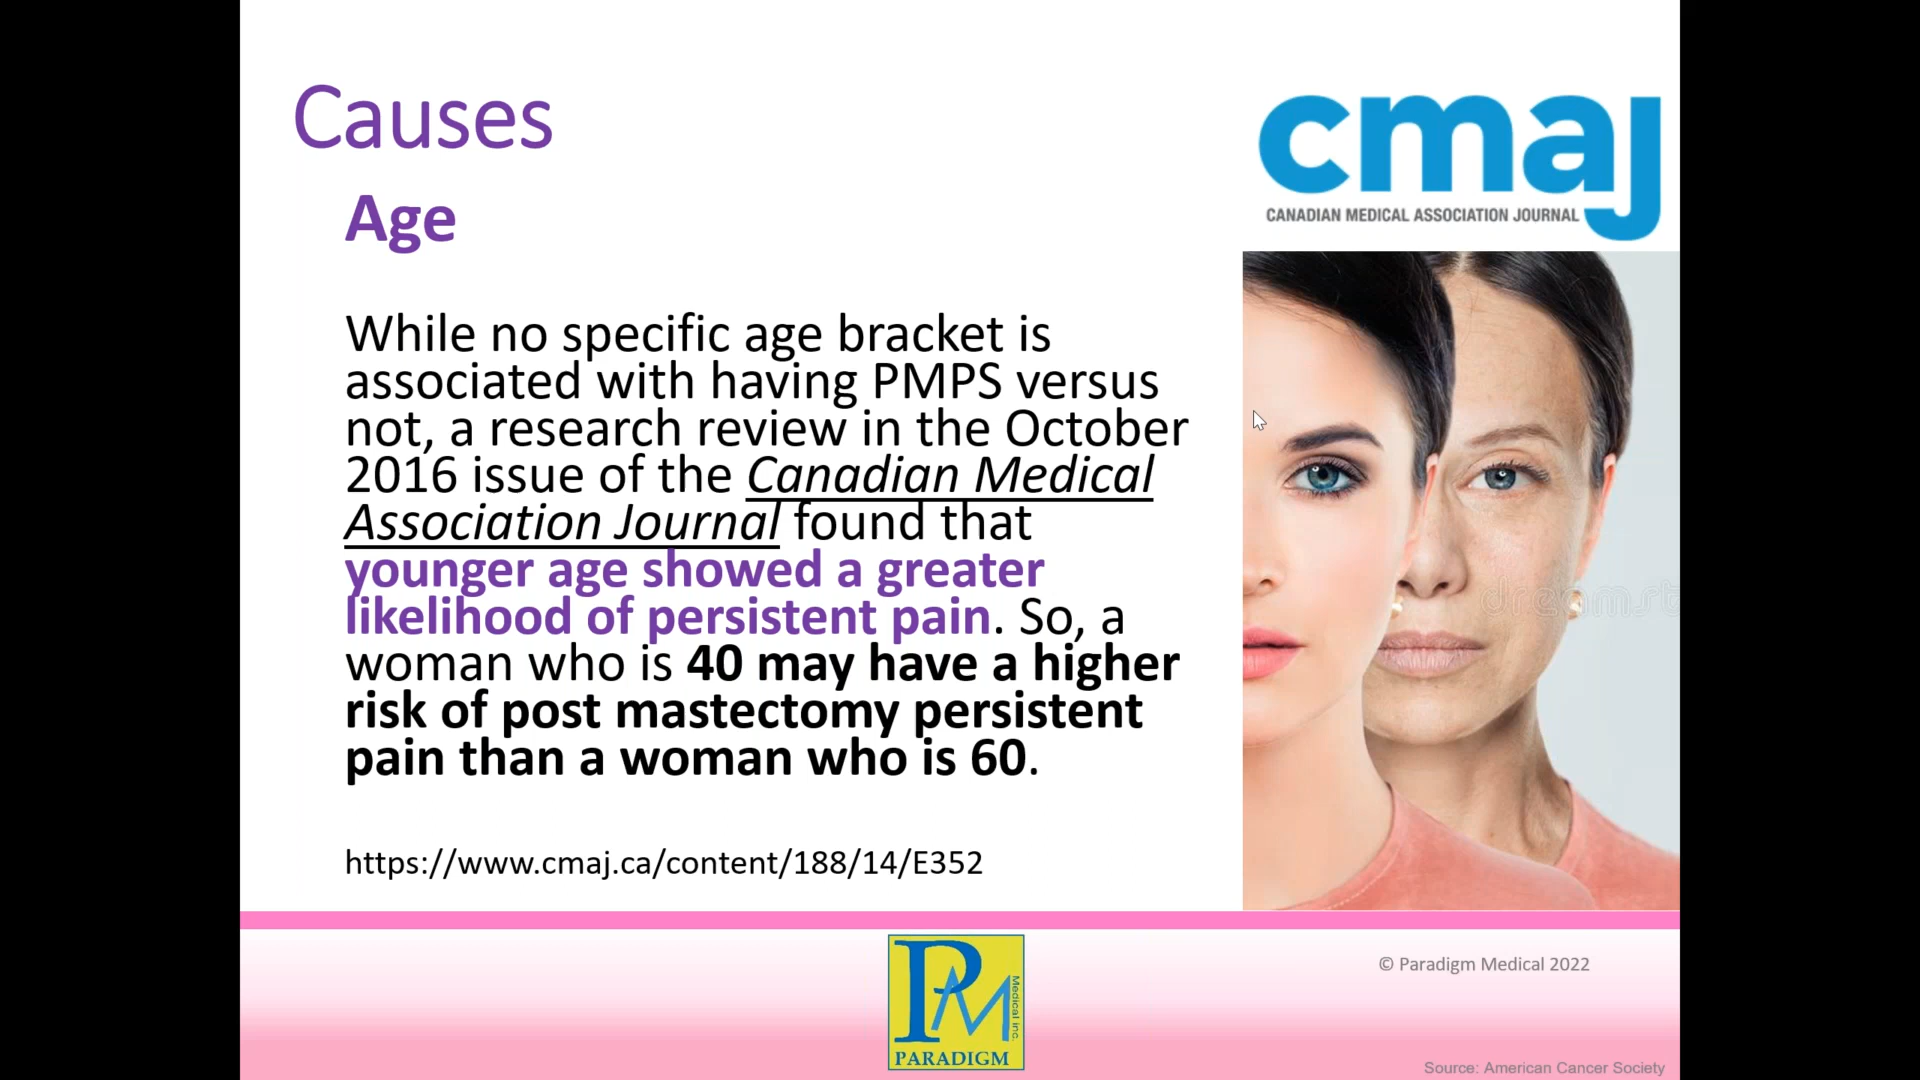 Causes
Age
cmaj
CANADIAN MEDICAL ASSOCIATION JOURNAL
While no specific age bracket is
associated with having PMPS versus
not, a research review in the October
2016 issue of the Canadian Medical
Association Journal found that
younger age showed a greater
likelihood of persistent pain. So, a
woman who is 40 may have a higher
risk of post mastectomy persistent
pain than a woman who is 60.
https://www.cmaj.ca/content/188/14/E352
PM
Medical inc.
PARADIGM
© Paradigm Medical 2022
Source: American Cancer Society